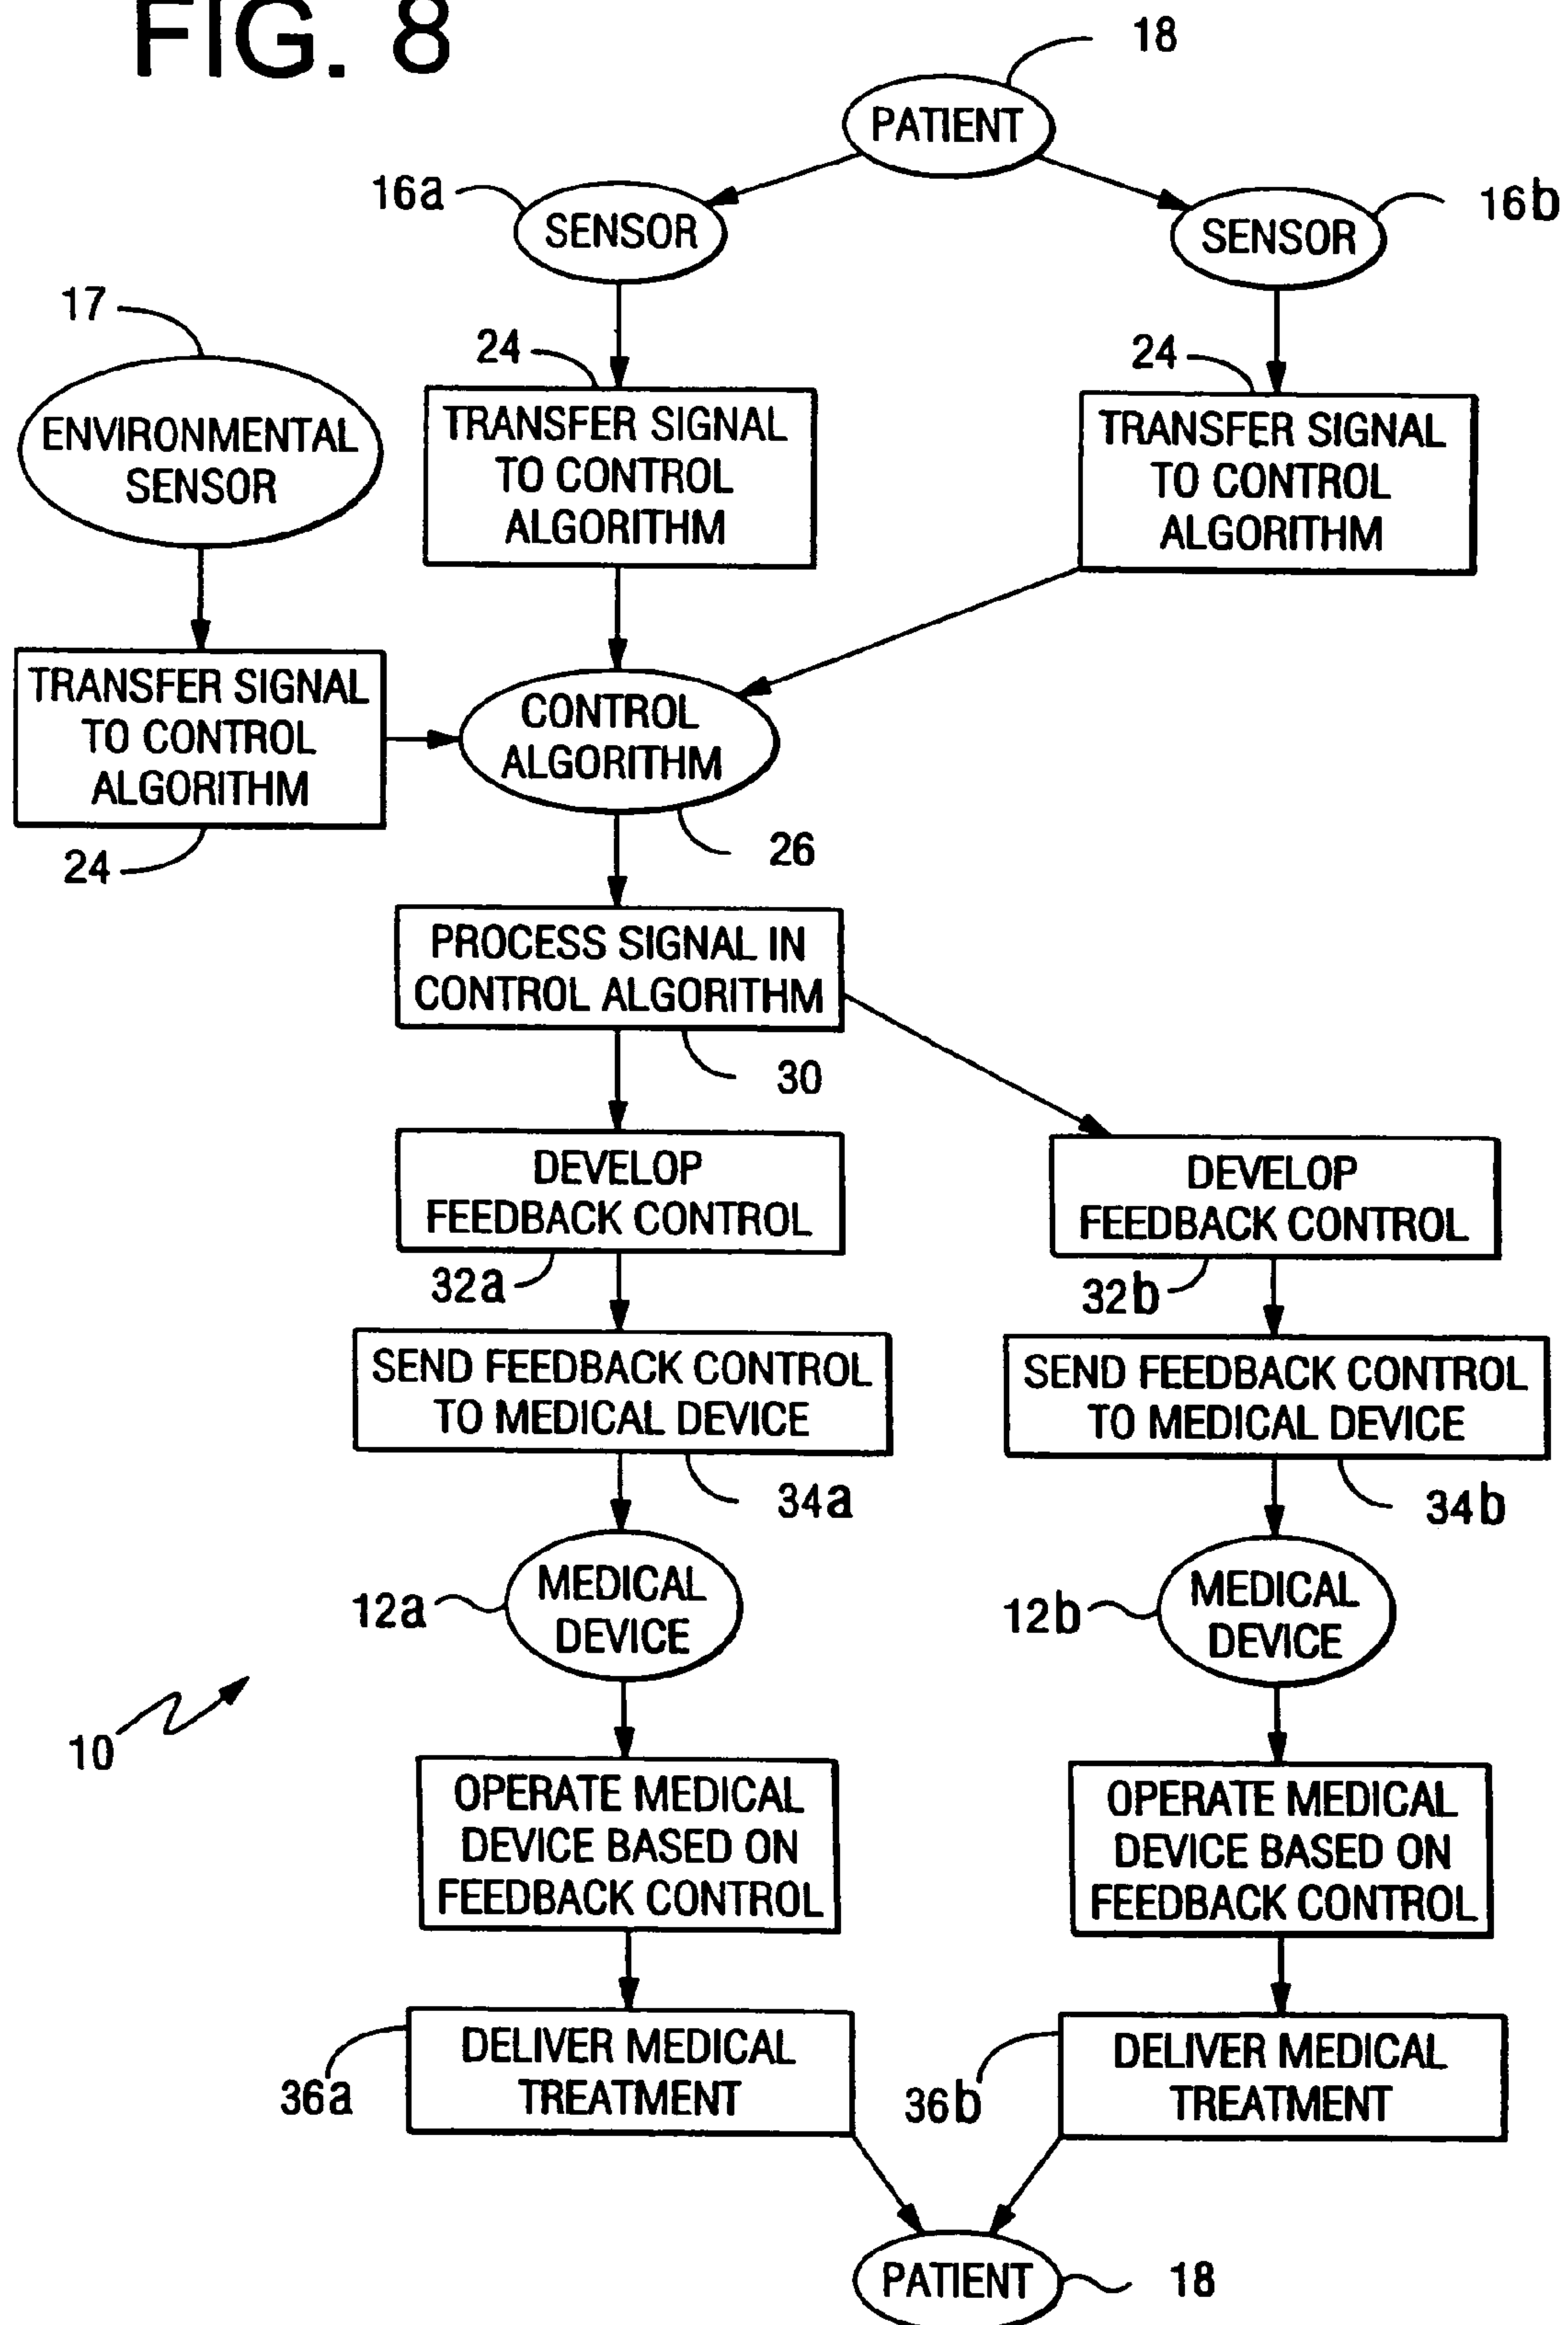 FIG. 8
18
PATIENT
16a
SENSOR
16b
SENSOR
17
ENVIRONMENTAL
SENSOR
24
TRANSFER SIGNAL
TO CONTROL
ALGORITHM
24
TRANSFER SIGNAL
TO CONTROL
ALGORITHM
TRANSFER SIGNAL
TO CONTROL
ALGORITHM
24
CONTROL
ALGORITHM
26
PROCESS SIGNAL IN
CONTROL ALGORITHM
30
DEVELOP
FEEDBACK CONTROL
32a
DEVELOP
FEEDBACK CONTROL
32b
SEND FEEDBACK CONTROL
TO MEDICAL DEVICE
34a
SEND FEEDBACK CONTROL
TO MEDICAL DEVICE
34b
12a
MEDICAL
DEVICE
12b
MEDICAL
DEVICE
10
OPERATE MEDICAL
DEVICE BASED ON
FEEDBACK CONTROL
OPERATE MEDICAL
DEVICE BASED ON
FEEDBACK CONTROL
36a
DELIVER MEDICAL
TREATMENT
36b
DELIVER MEDICAL
TREATMENT
PATIENT
18